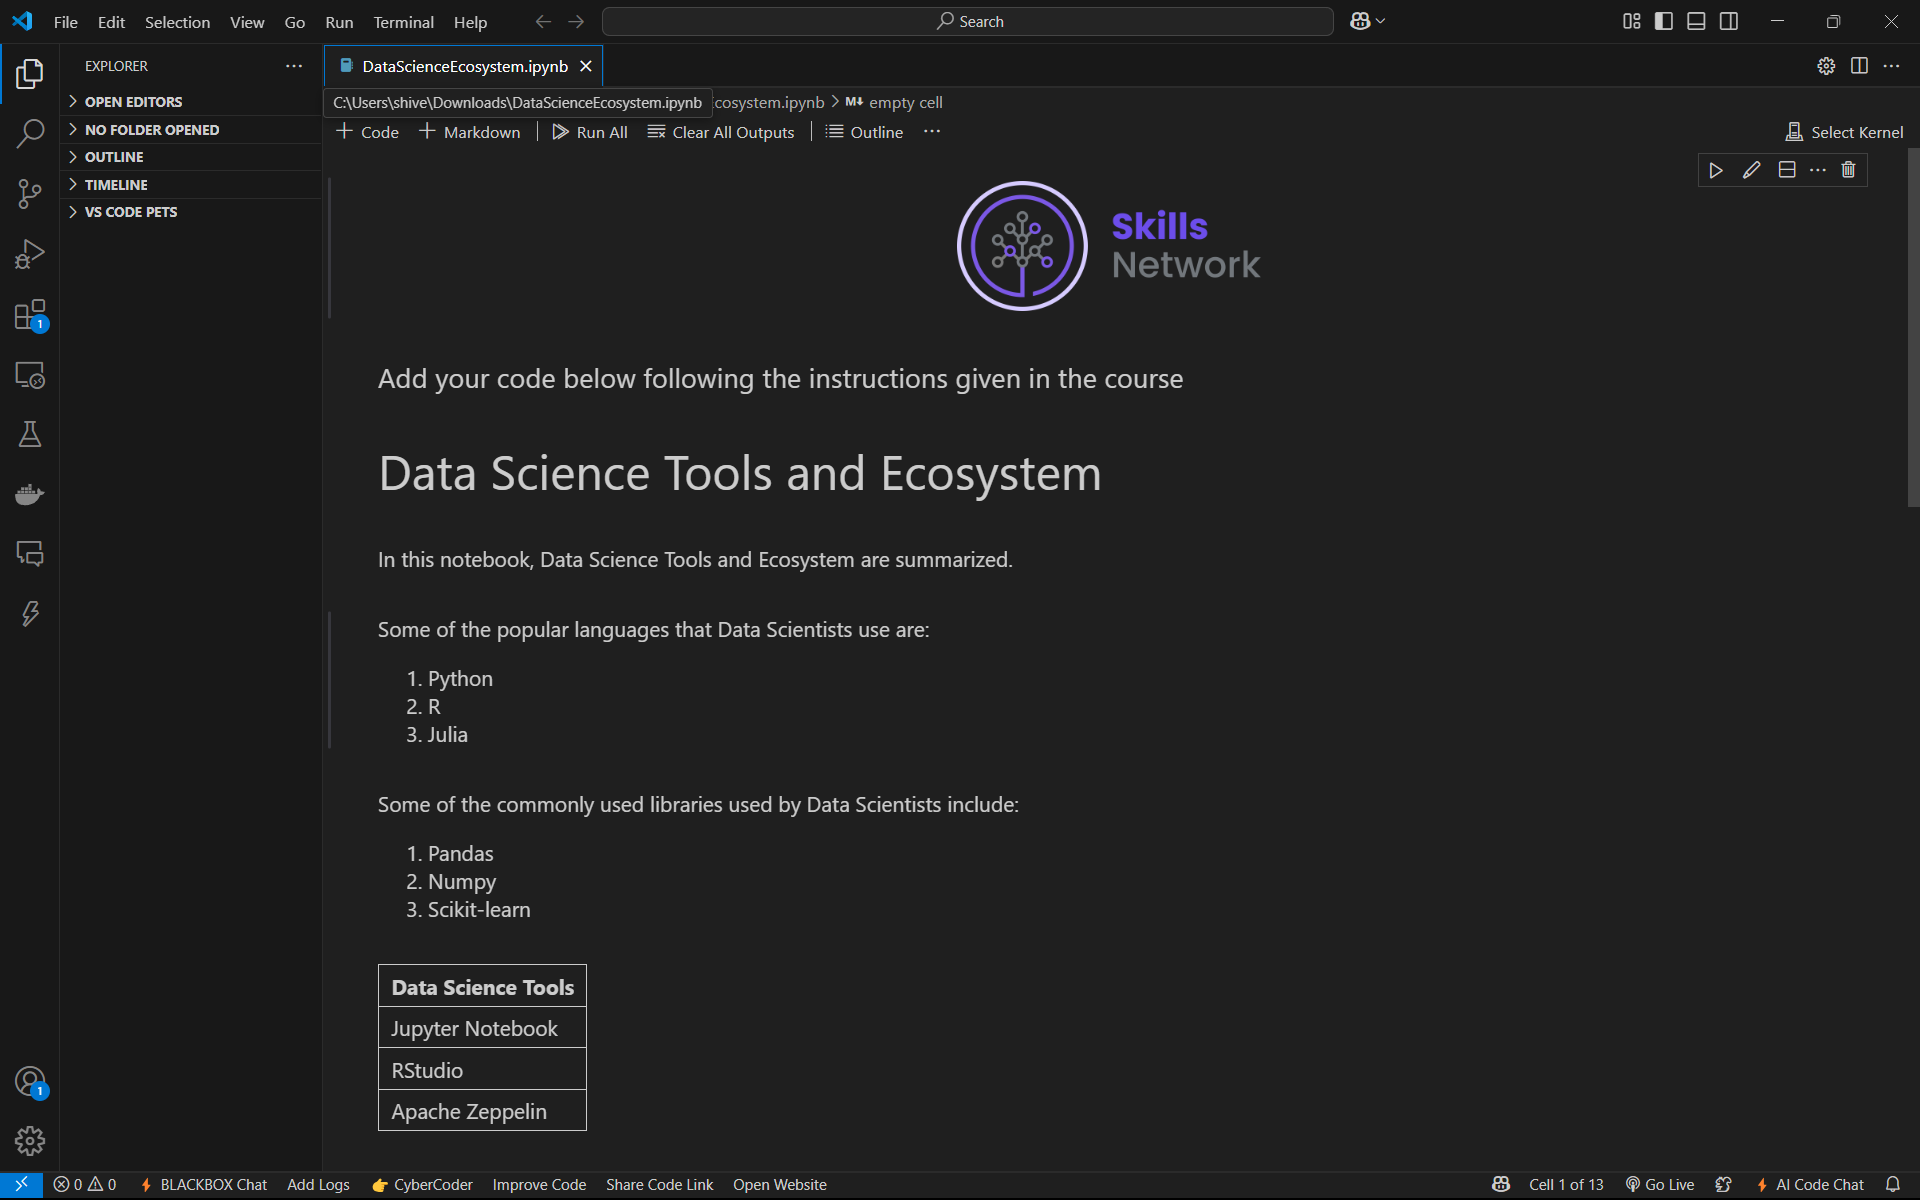 File Edit Selection View Go Run Terminal Help
Search
EXPLORER
DataScienceEcosystem.ipynb
OPEN EDITORS
C:\Users\shive\Downloads\DataScienceEcosystem.ipynb
cosystem.ipynb > M↓ empty cell
NO FOLDER OPENED
Code Markdown Run All Clear All Outputs Outline
Select Kernel
OUTLINE
TIMELINE
VS CODE PETS
Skills
Network
Add your code below following the instructions given in the course
Data Science Tools and Ecosystem
In this notebook, Data Science Tools and Ecosystem are summarized.
Some of the popular languages that Data Scientists use are:
1. Python
2. R
3. Julia
Some of the commonly used libraries used by Data Scientists include:
1. Pandas
2. Numpy
3. Scikit-learn
Data Science Tools
Jupyter Notebook
RStudio
Apache Zeppelin
1
1
0 0 BLACKBOX Chat Add Logs CyberCoder Improve Code Share Code Link Open Website
Cell 1 of 13 Go Live AI Code Chat